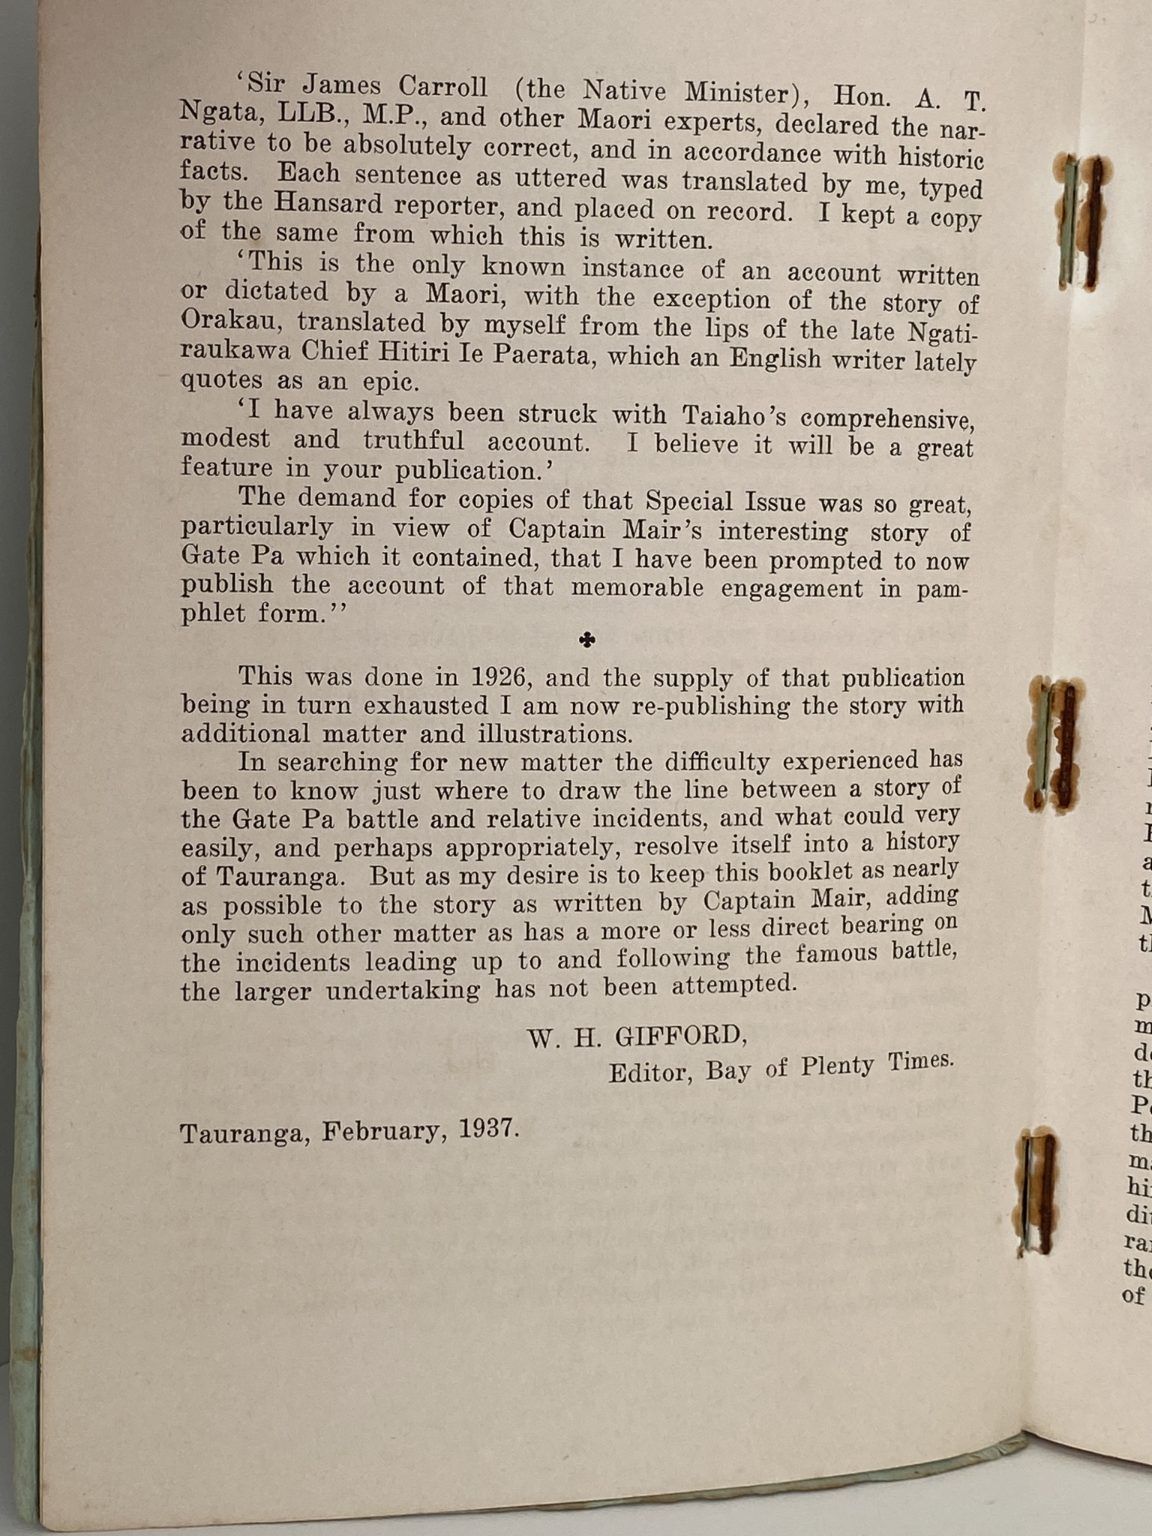 'Sir James Carroll (the Native Minister), Hon. A. T.
Ngata, LLB., M.P., and other Maori experts, declared the nar-
rative to be absolutely correct, and in accordance with historic
facts. Each sentence as uttered was translated by me, typed
by the Hansard reporter, and placed on record. I kept a copy
of the same from which this is written.
'This is the only known instance of an account written
or dictated by a Maori, with the exception of the story of
Orakau, translated by myself from the lips of the late Ngati-
raukawa Chief Hitiri Ie Paerata, which an English writer lately
quotes as an epic.
'I have always been struck with Taiaho's comprehensive,
modest and truthful account. I believe it will be a great
feature in your publication.'
The demand for copies of that Special Issue was so great,
particularly in view of Captain Mair's interesting story of
Gate Pa which it contained, that I have been prompted to now
publish the account of that memorable engagement in pam-
phlet form.''
This was done in 1926, and the supply of that publication
being in turn exhausted I am now re-publishing the story with
additional matter and illustrations.
In searching for new matter the difficulty experienced has
been to know just where to draw the line between a story of
the Gate Pa battle and relative incidents, and what could very
easily, and perhaps appropriately, resolve itself into a history
of Tauranga. But as my desire is to keep this booklet as nearly
as possible to the story as written by Captain Mair, adding
only such other matter as has a more or less direct bearing on
the incidents leading up to and following the famous battle,
the larger undertaking has not been attempted.
W. H. GIFFORD,
Editor, Bay of Plenty Times.
Tauranga, February, 1937.
of